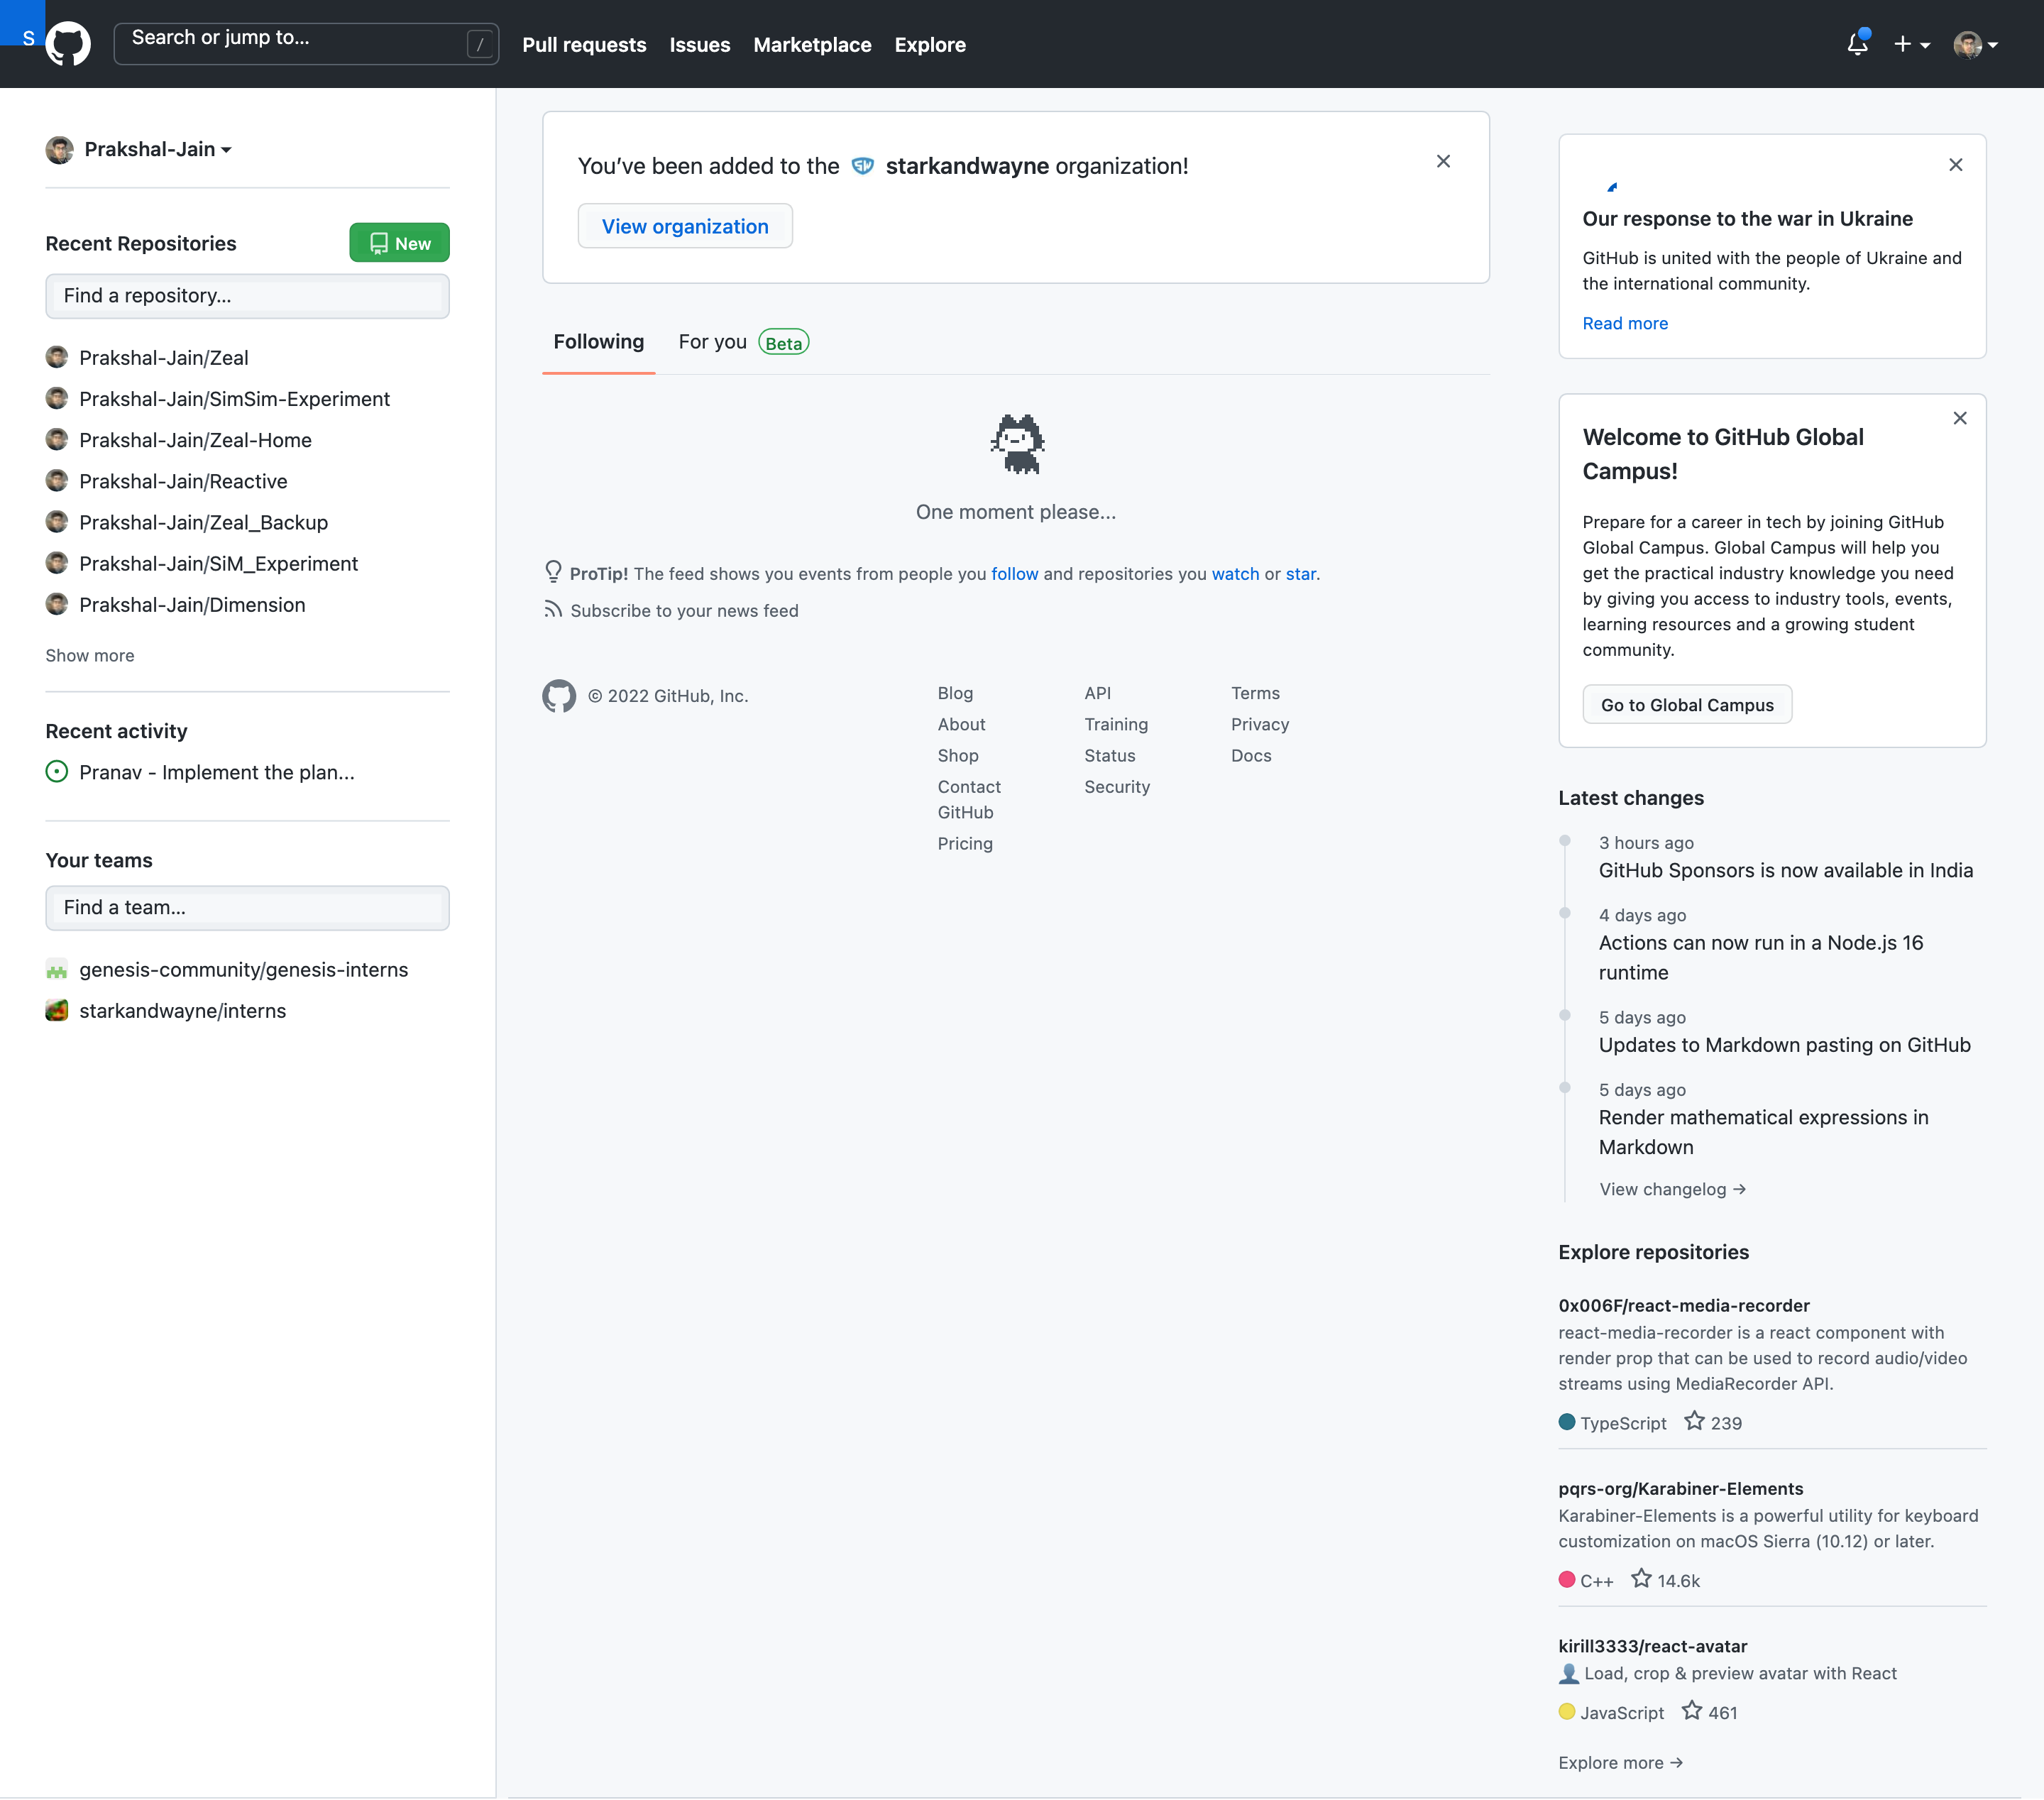 S
Search or jump to...
/
Pull requests
Issues
Marketplace
Explore
Prakshal-Jain
Recent Repositories
New
Find a repository...
Prakshal-Jain/Zeal
Prakshal-Jain/SimSim-Experiment
Prakshal-Jain/Zeal-Home
Prakshal-Jain/Reactive
Prakshal-Jain/Zeal_Backup
Prakshal-Jain/SiM_Experiment
Prakshal-Jain/Dimension
Show more
Recent activity
Pranav - Implement the plan...
Your teams
Find a team...
genesis-community/genesis-interns
starkandwayne/interns
You’ve been added to the SW starkandwayne organization!
View organization
Following
For you Beta
One moment please...
ProTip! The feed shows you events from people you follow and repositories you watch or star.
Subscribe to your news feed
© 2022 GitHub, Inc.
Blog
About
Shop
Contact
GitHub
Pricing
API
Training
Status
Security
Terms
Privacy
Docs
Our response to the war in Ukraine
GitHub is united with the people of Ukraine and
the international community.
Read more
Welcome to GitHub Global
Campus!
Prepare for a career in tech by joining GitHub
Global Campus. Global Campus will help you
get the practical industry knowledge you need
by giving you access to industry tools, events,
learning resources and a growing student
community.
Go to Global Campus
Latest changes
3 hours ago
GitHub Sponsors is now available in India
4 days ago
Actions can now run in a Node.js 16
runtime
5 days ago
Updates to Markdown pasting on GitHub
5 days ago
Render mathematical expressions in
Markdown
View changelog →
Explore repositories
0x006F/react-media-recorder
react-media-recorder is a react component with
render prop that can be used to record audio/video
streams using MediaRecorder API.
TypeScript 239
pqrs-org/Karabiner-Elements
Karabiner-Elements is a powerful utility for keyboard
customization on macOS Sierra (10.12) or later.
C++ 14.6k
kirill3333/react-avatar
👤 Load, crop & preview avatar with React
JavaScript 461
Explore more →